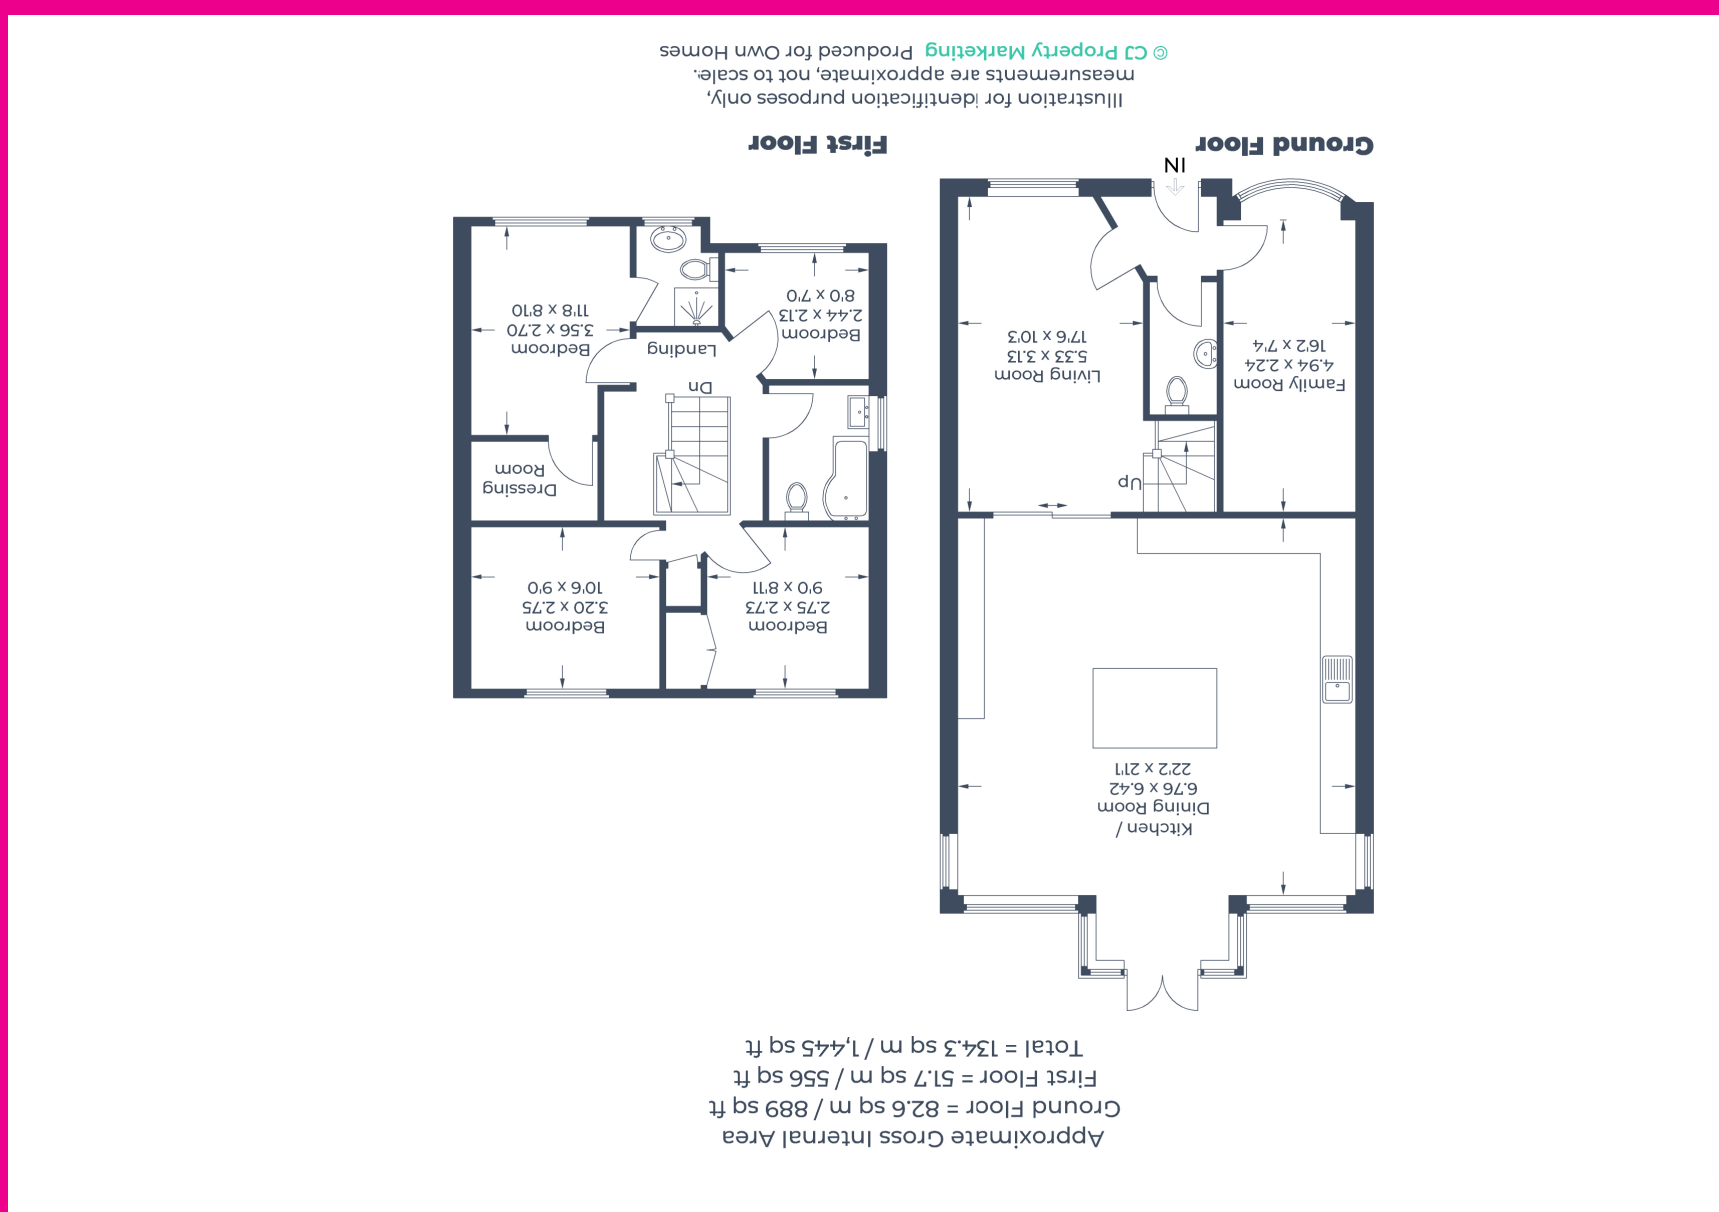 Approximate Gross Internal Area
Ground Floor = 82.6 sq m / 889 sq ft
First Floor = 51.7 sq m / 556 sq ft
Total = 134.3 sq m / 1,445 sq ft
Kitchen /
Dining Room
6.76 x 6.42
22'2 x 21'1
Up
Family Room
4.94 x 2.24
16'2 x 7'4
Living Room
5.33 x 3.13
17'6 x 10'3
IN
Ground Floor
Bedroom
2.75 x 2.73
9'0 x 8'11
Bedroom
3.20 x 2.75
10'6 x 9'0
Dressing
Room
Dn
Landing
Bedroom
2.44 x 2.13
8'0 x 7'0
Bedroom
3.56 x 2.70
11'8 x 8'10
First Floor
Illustration for identification purposes only,
measurements are approximate, not to scale.
© CJ Property Marketing Produced for Own Homes